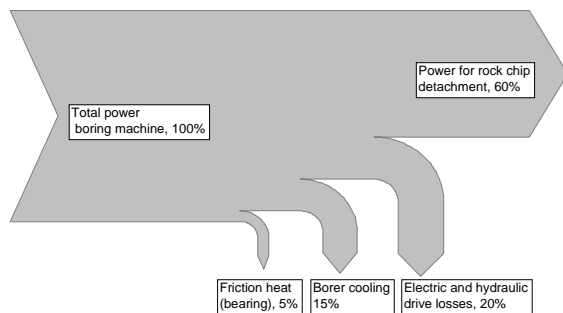 Power for rock chip
detachment, 60%
Total power
boring machine, 100%
Friction heat
(bearing), 5%
Borer cooling
15%
Electric and hydraulic
drive losses, 20%